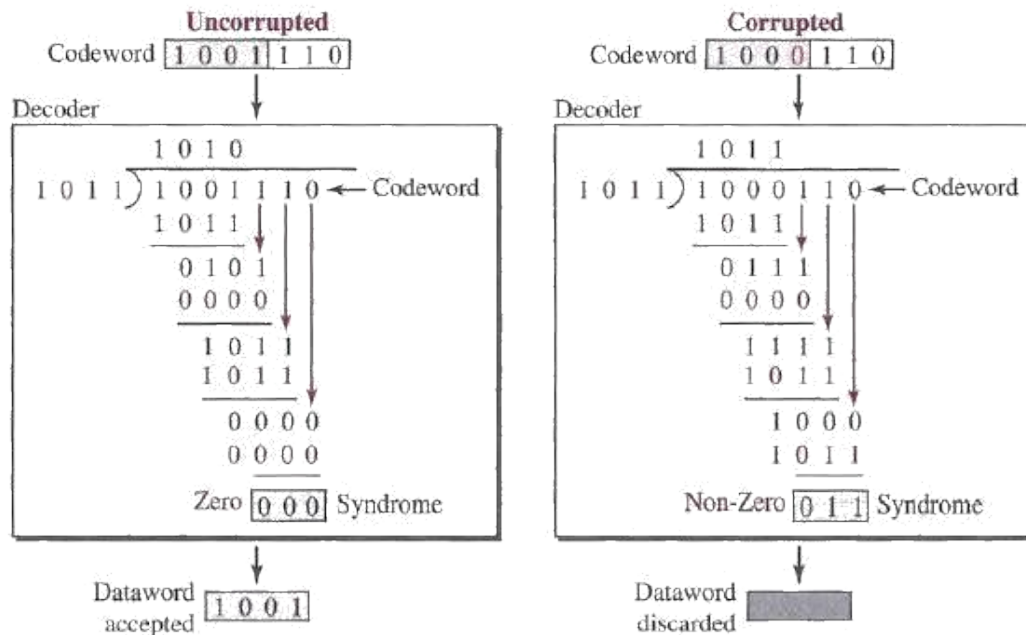 Uncorrupted
Codeword 1 0 0 1 1 1 0
Decoder
1 0 1 0
1 0 1 1 ) 1 0 0 1 1 1 0 ← Codeword
1 0 1 1
0 1 0 1
0 0 0 0
1 0 1 1
1 0 1 1
0 0 0 0
0 0 0 0
Zero 0 0 0 Syndrome
Dataword
accepted
1 0 0 1
Corrupted
Codeword 1 0 0 0 1 1 0
Decoder
1 0 1 1
1 0 1 1 ) 1 0 0 0 1 1 0 ← Codeword
1 0 1 1
0 1 1 1
0 0 0 0
1 1 1 1
1 0 1 1
1 0 0 0
1 0 1 1
Non-Zero 0 1 1 Syndrome
Dataword
discarded